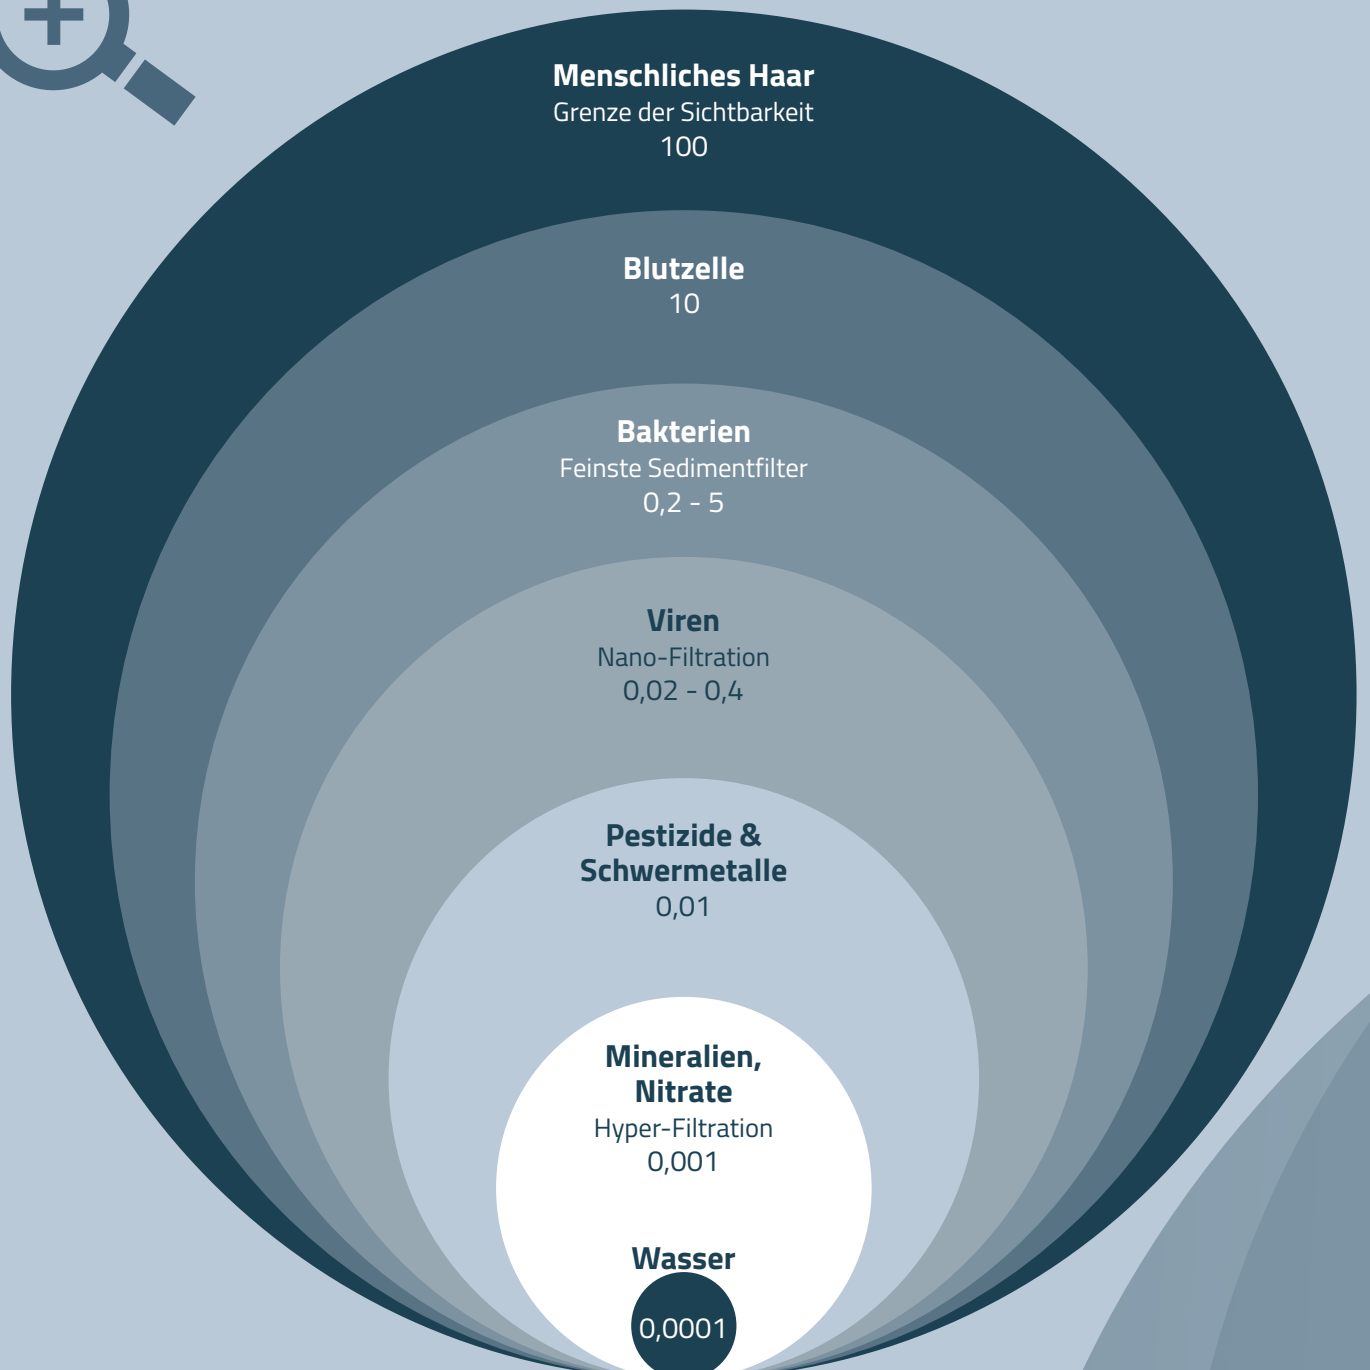 Menschliches Haar
Grenze der Sichtbarkeit
100
Blutzelle
10
Bakterien
Feinste Sedimentfilter
0,2 - 5
Viren
Nano-Filtration
0,02 - 0,4
Pestizide &
Schwermetalle
0,01
Mineralien,
Nitrate
Hyper-Filtration
0,001
Wasser
0,0001